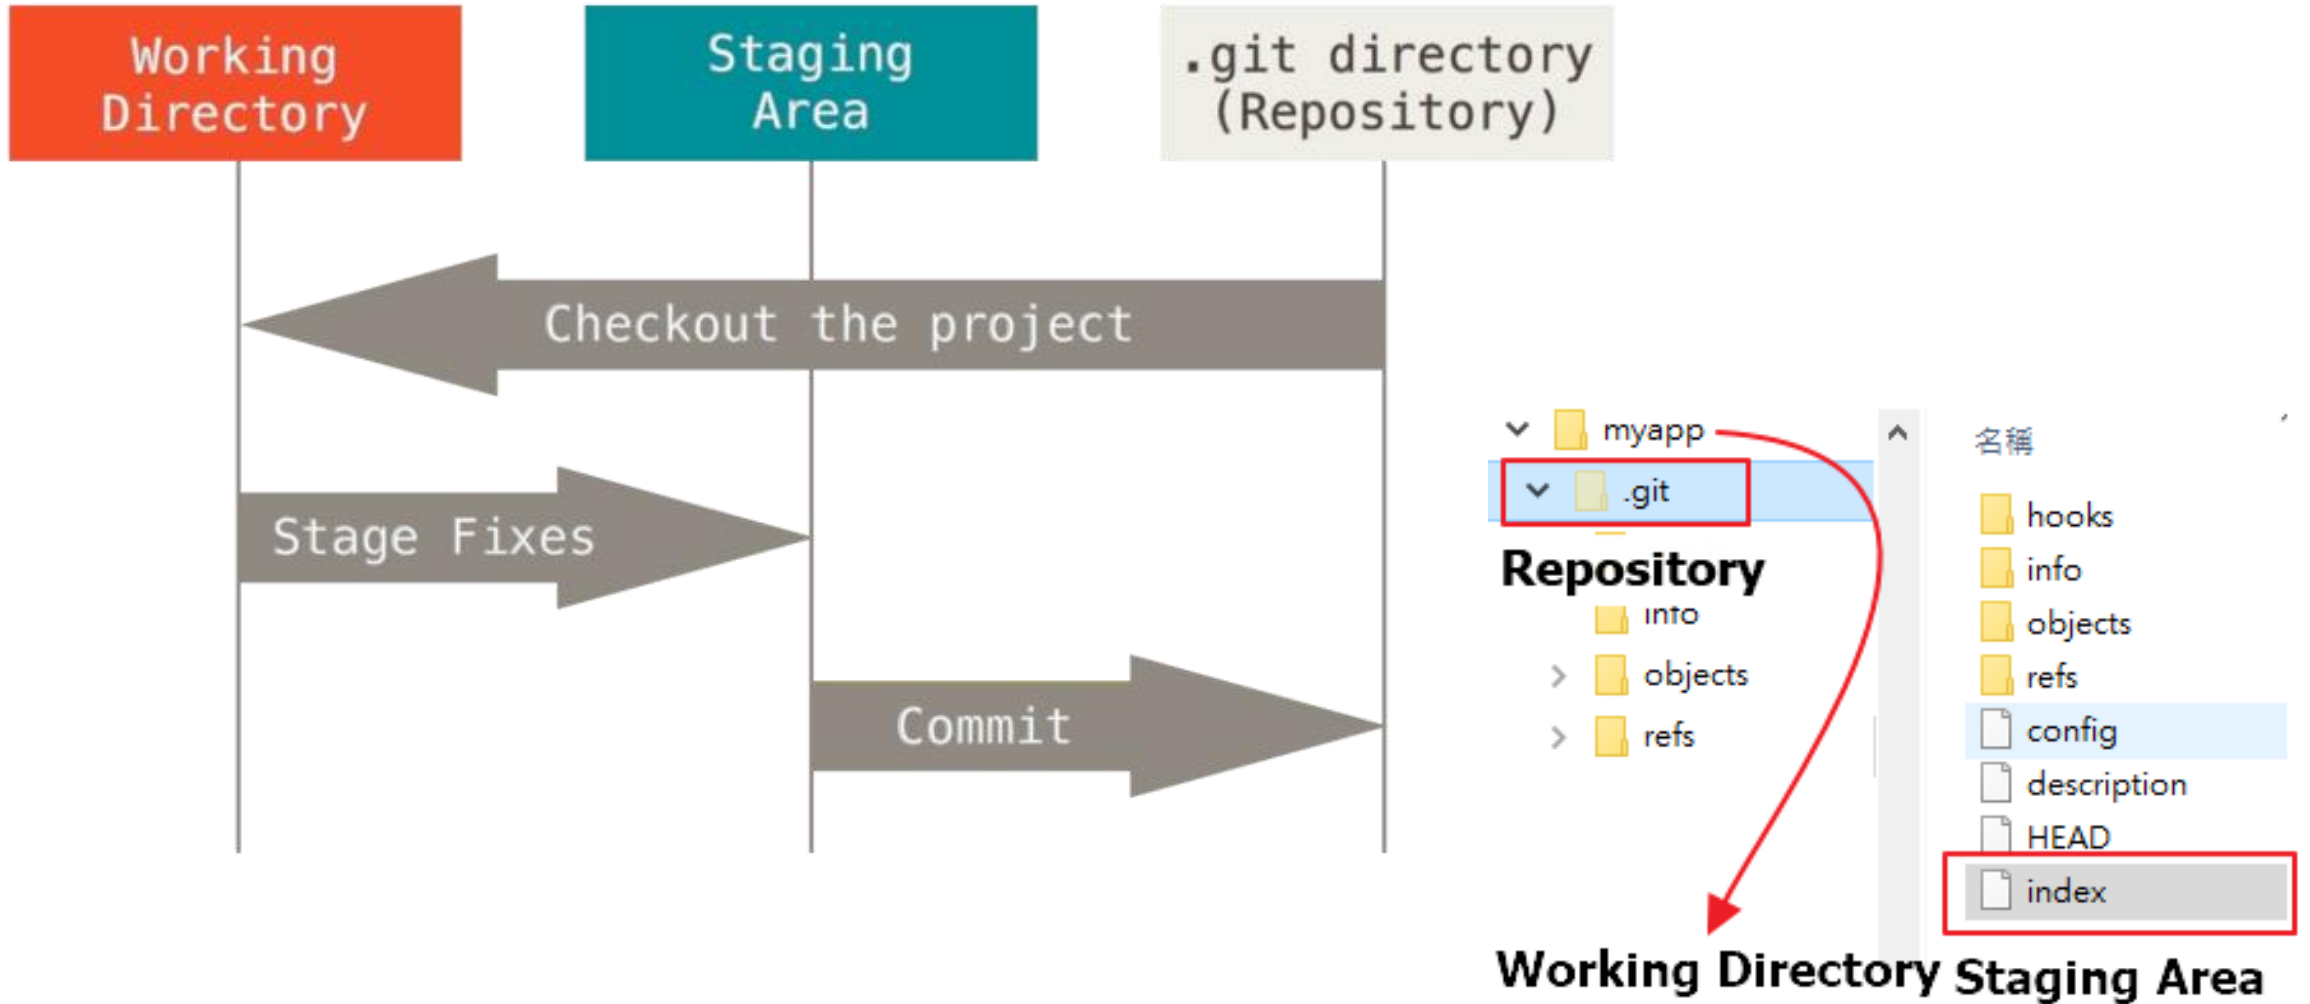 Working
Directory
Staging
Area
.git directory
(Repository)
Checkout the project
Stage Fixes
Commit
myapp
.git
Repository
info
objects
refs
Working Directory
名稱
hooks
info
objects
refs
config
description
HEAD
index
Staging Area